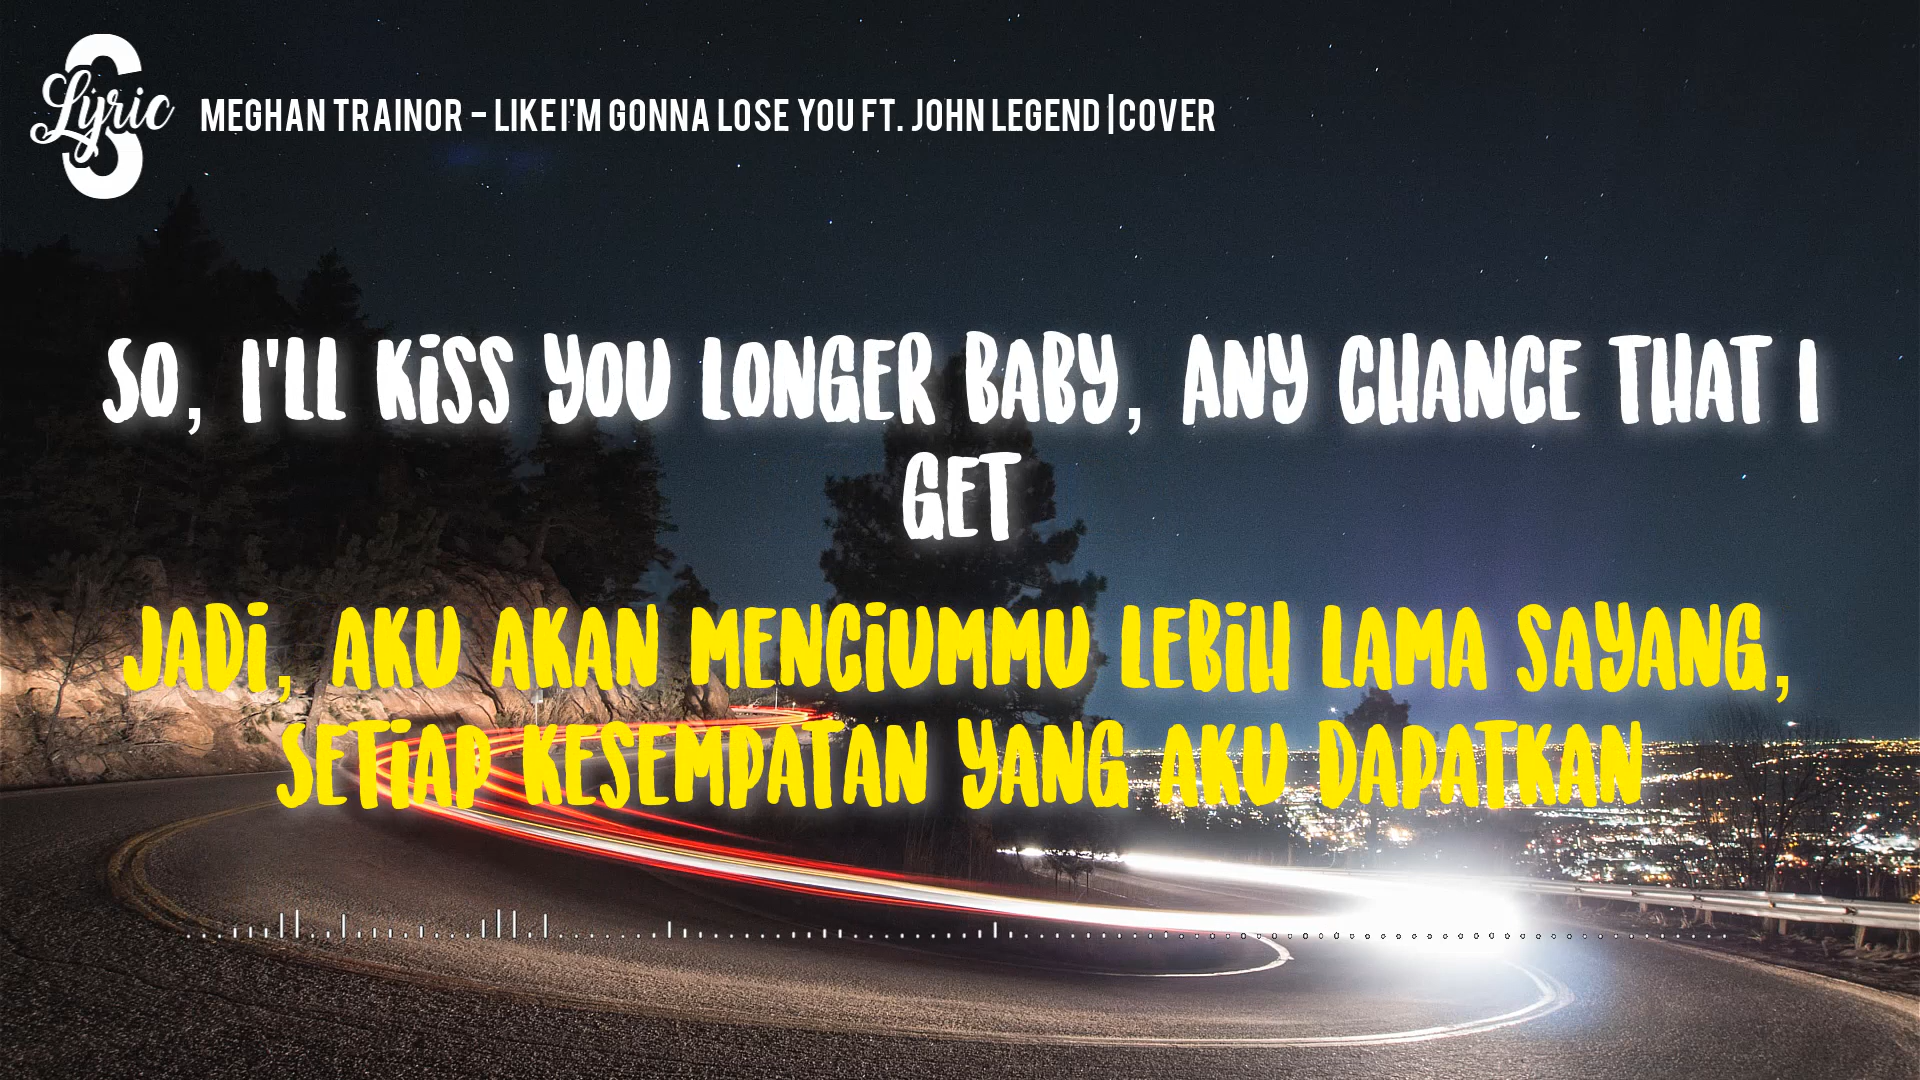 S
Lyric
MEGHAN TRAINOR - LIKE I'M GONNA LOSE YOU FT. JOHN LEGEND | COVER
SO, I'LL KISS YOU LONGER BABY, ANY CHANCE THAT I
GET
JADI, AKU AKAN MENCIUMMU LEBIH LAMA SAYANG,
SETIAP KESEMPATAN YANG AKU DAPATKAN